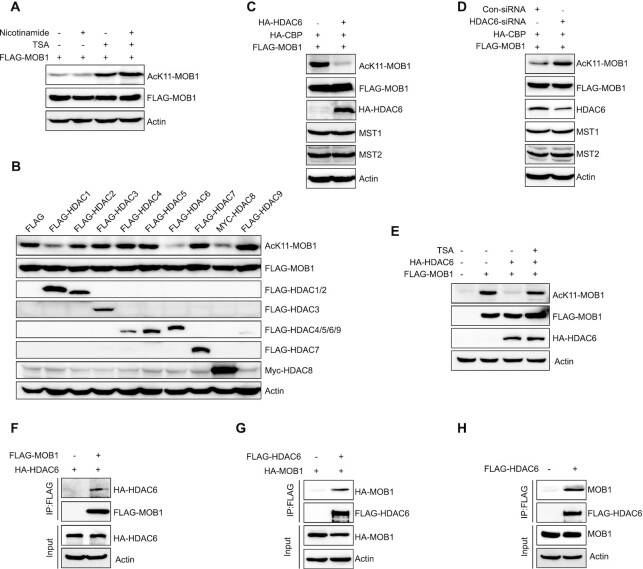 A
Nicotinamide - + - +
TSA - - + +
FLAG-MOB1 + + + +
AcK11-MOB1
FLAG-MOB1
Actin
B
FLAG FLAG-HDAC1 FLAG-HDAC2 FLAG-HDAC3 FLAG-HDAC4 FLAG-HDAC5 FLAG-HDAC6 FLAG-HDAC7 MYC-HDAC8 FLAG-HDAC9
AcK11-MOB1
FLAG-MOB1
FLAG-HDAC1/2
FLAG-HDAC3
FLAG-HDAC4/5/6/9
FLAG-HDAC7
Myc-HDAC8
Actin
C
HA-HDAC6 - +
HA-CBP + +
FLAG-MOB1 + +
AcK11-MOB1
FLAG-MOB1
HA-HDAC6
MST1
MST2
Actin
D
Con-siRNA + -
HDAC6-siRNA - +
HA-CBP + +
FLAG-MOB1 + +
AcK11-MOB1
FLAG-MOB1
HDAC6
MST1
MST2
Actin
E
TSA - - - +
HA-HDAC6 - - + +
FLAG-MOB1 - + + +
AcK11-MOB1
FLAG-MOB1
HA-HDAC6
Actin
F
FLAG-MOB1 - +
HA-HDAC6 + +
IP:FLAG
HA-HDAC6
FLAG-MOB1
Input
HA-HDAC6
Actin
G
FLAG-HDAC6 - +
HA-MOB1 + +
IP:FLAG
HA-MOB1
FLAG-HDAC6
Input
HA-MOB1
Actin
H
FLAG-HDAC6 - +
IP:FLAG
MOB1
FLAG-HDAC6
Input
MOB1
Actin